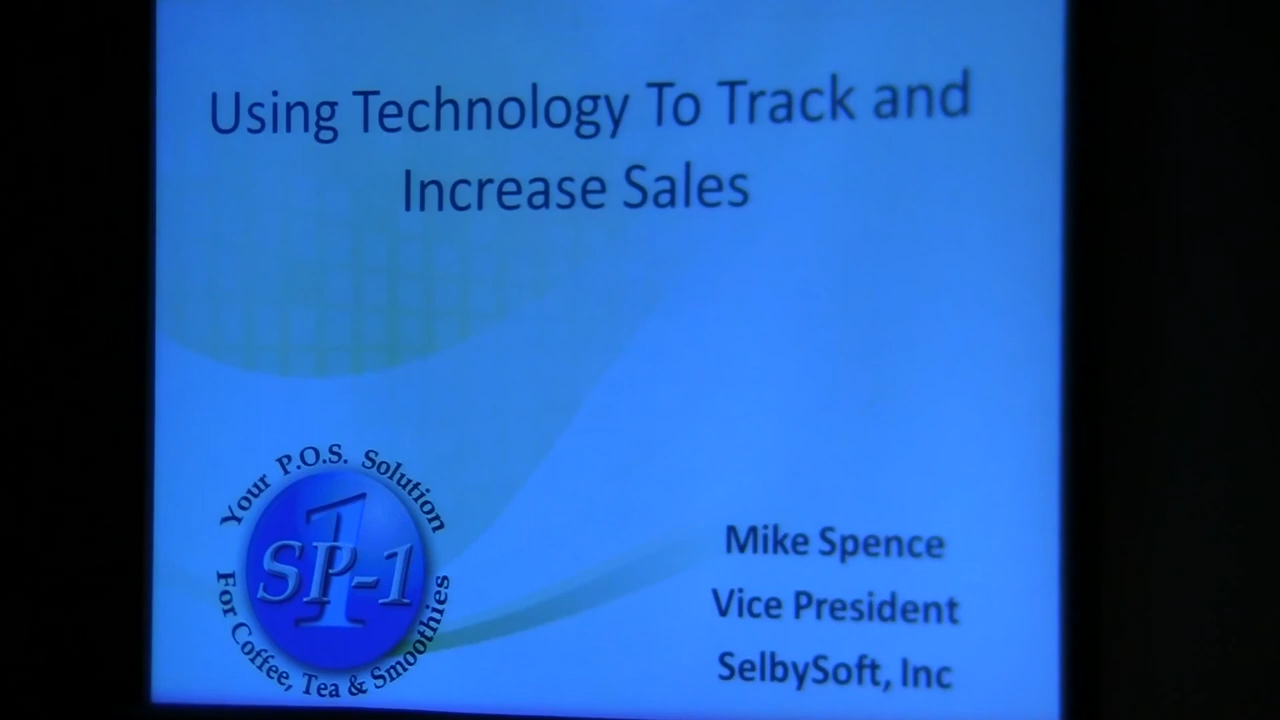 Using Technology To Track and
Increase Sales
Your P.O.S. Solution
1
SP-1
For Coffee, Tea & Smoothies
Mike Spence
Vice President
SelbySoft, Inc